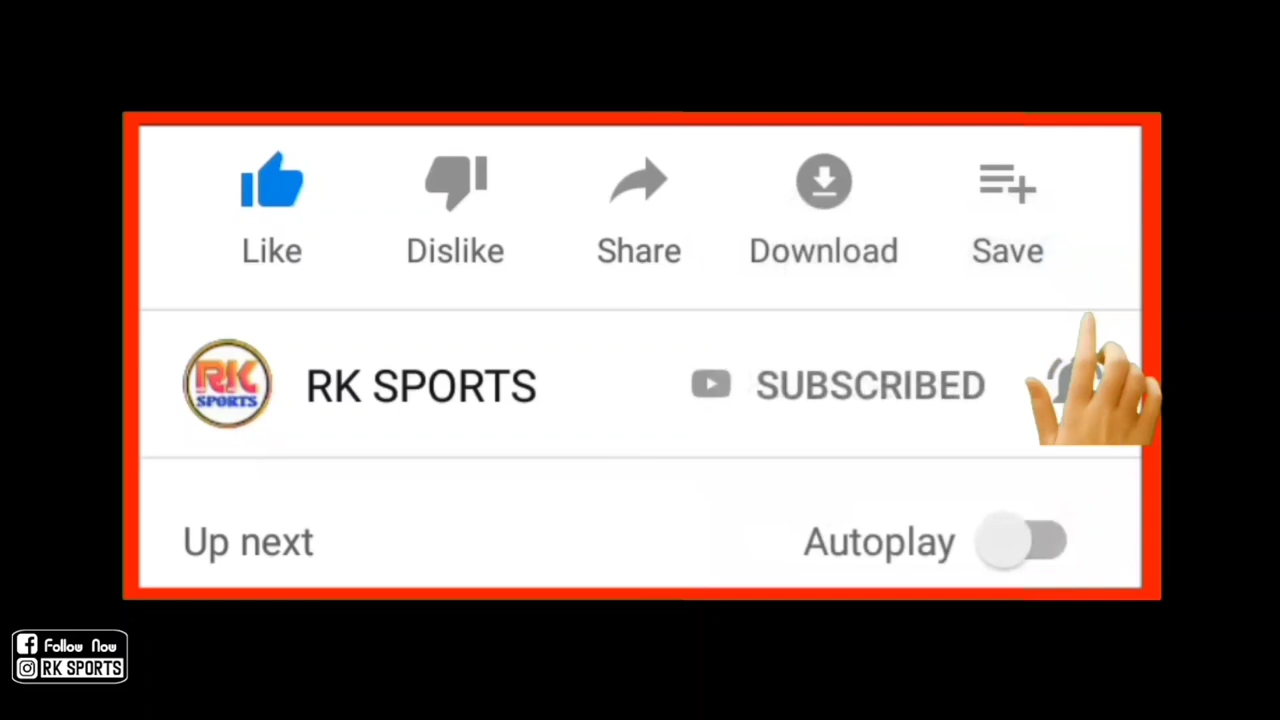 Like Dislike Share Download Save
RK SPORTS
RK SPORTS SUBSCRIBED
Up next Autoplay
Follow Now
RK SPORTS